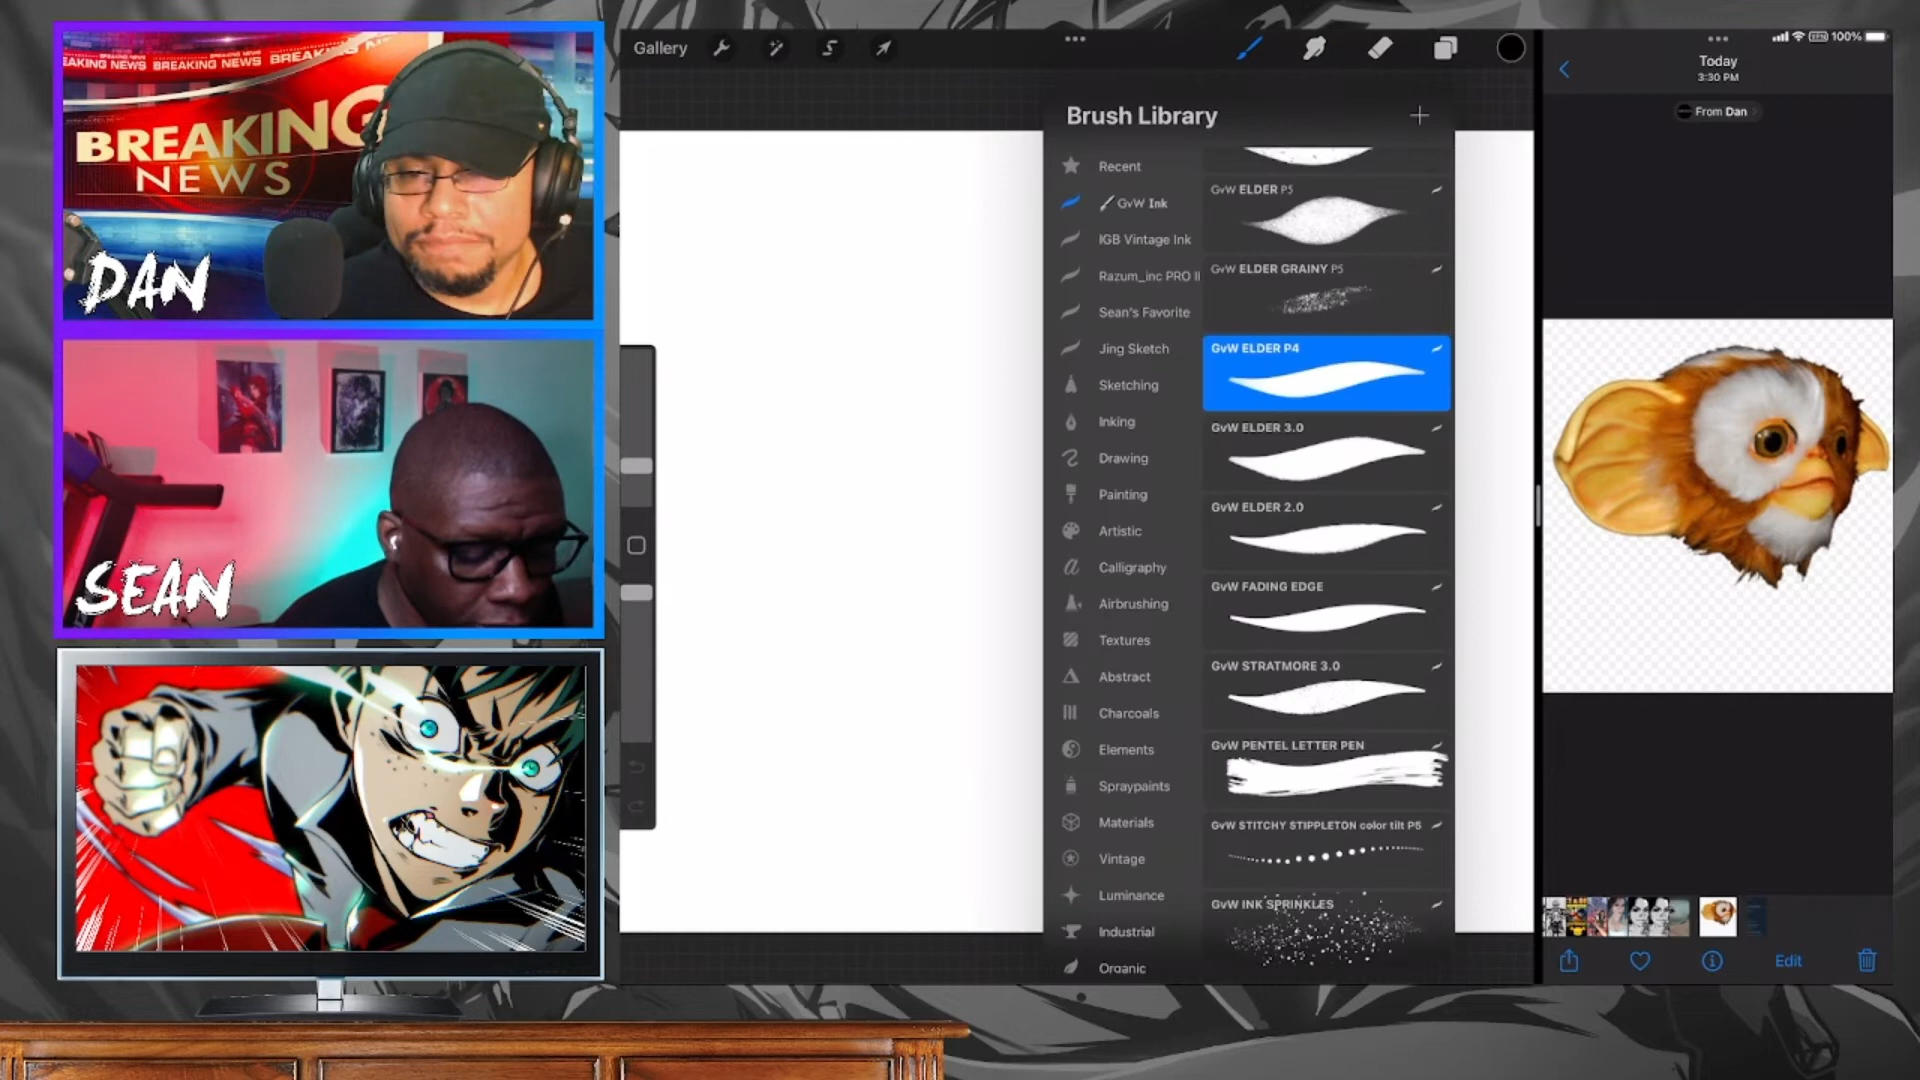 BREAKING NEWS BREAKING NEWS
BREAKING
NEWS
DAN
SEAN
Gallery
Brush Library
Recent
GvW Ink
IGB Vintage Ink
Razum_inc PRO II
Sean's Favorite
Jing Sketch
Sketching
Inking
Drawing
Painting
Artistic
Calligraphy
Airbrushing
Textures
Abstract
Charcoals
Elements
Spraypaints
Materials
Vintage
Luminance
Industrial
Organic
GvW ELDER P5
GvW ELDER GRAINY P5
GvW ELDER P4
GvW ELDER 3.0
GvW ELDER 2.0
GvW FADING EDGE
GvW STRATMORE 3.0
GvW PENTEL LETTER PEN
GvW STITCHY STIPPLETON color tilt P5
GvW INK SPRINKLES
VPN 100%
Today
3:30 PM
From Dan
Edit